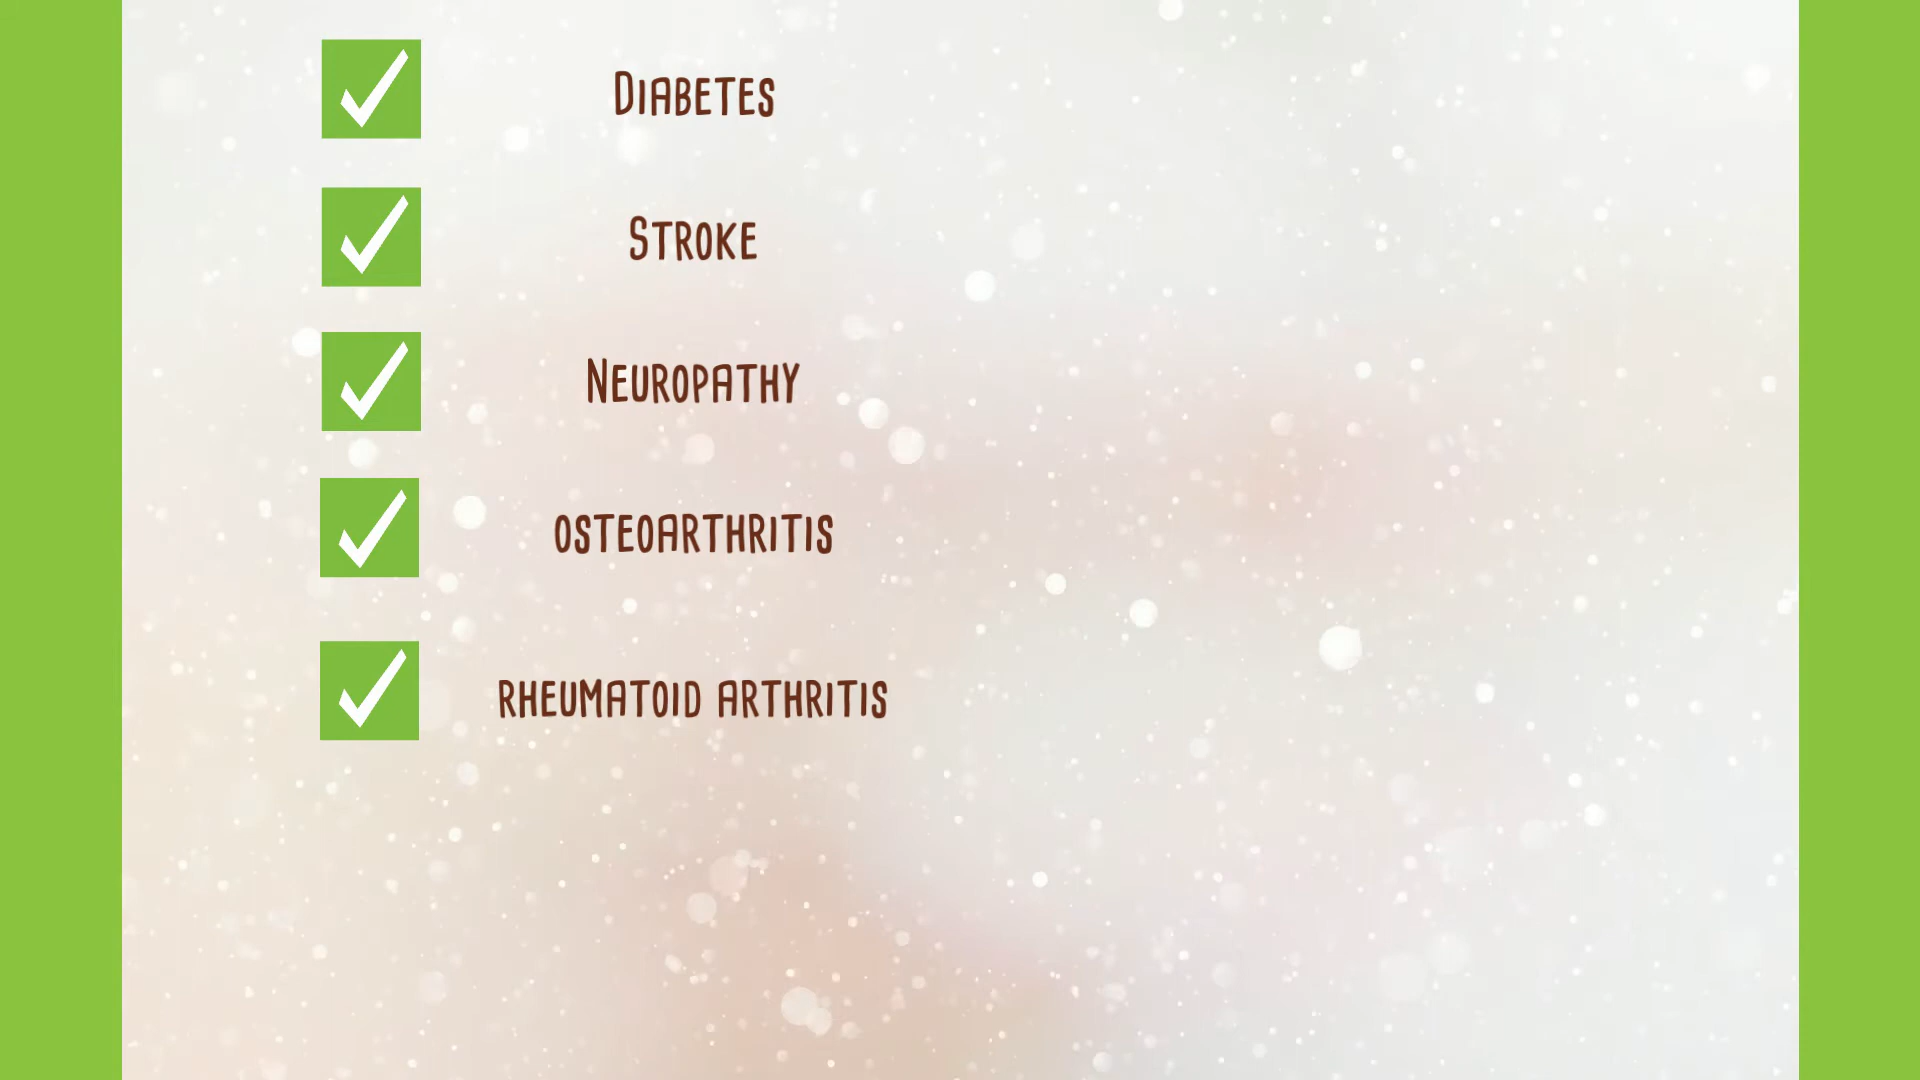 Diabetes
Stroke
Neuropathy
OSTEOARTHRITIS
RHEUMATOID ARTHRITIS